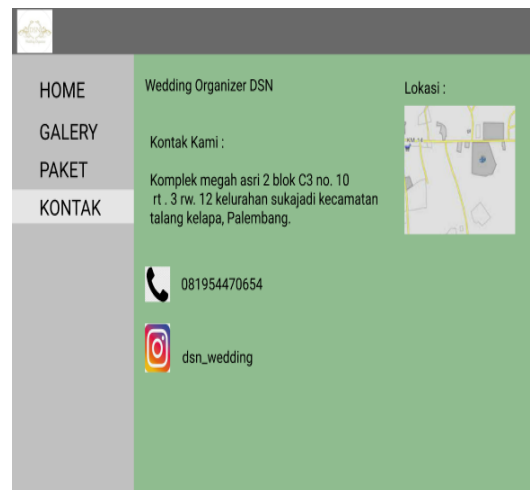 HOME
GALERY
PAKET
KONTAK
Wedding Organizer DSN
Kontak Kami :
Komplek megah asri 2 blok C3 no. 10
rt . 3 rw. 12 kelurahan sukajadi kecamatan
talang kelapa, Palembang.
081954470654
dsn_wedding
Lokasi :